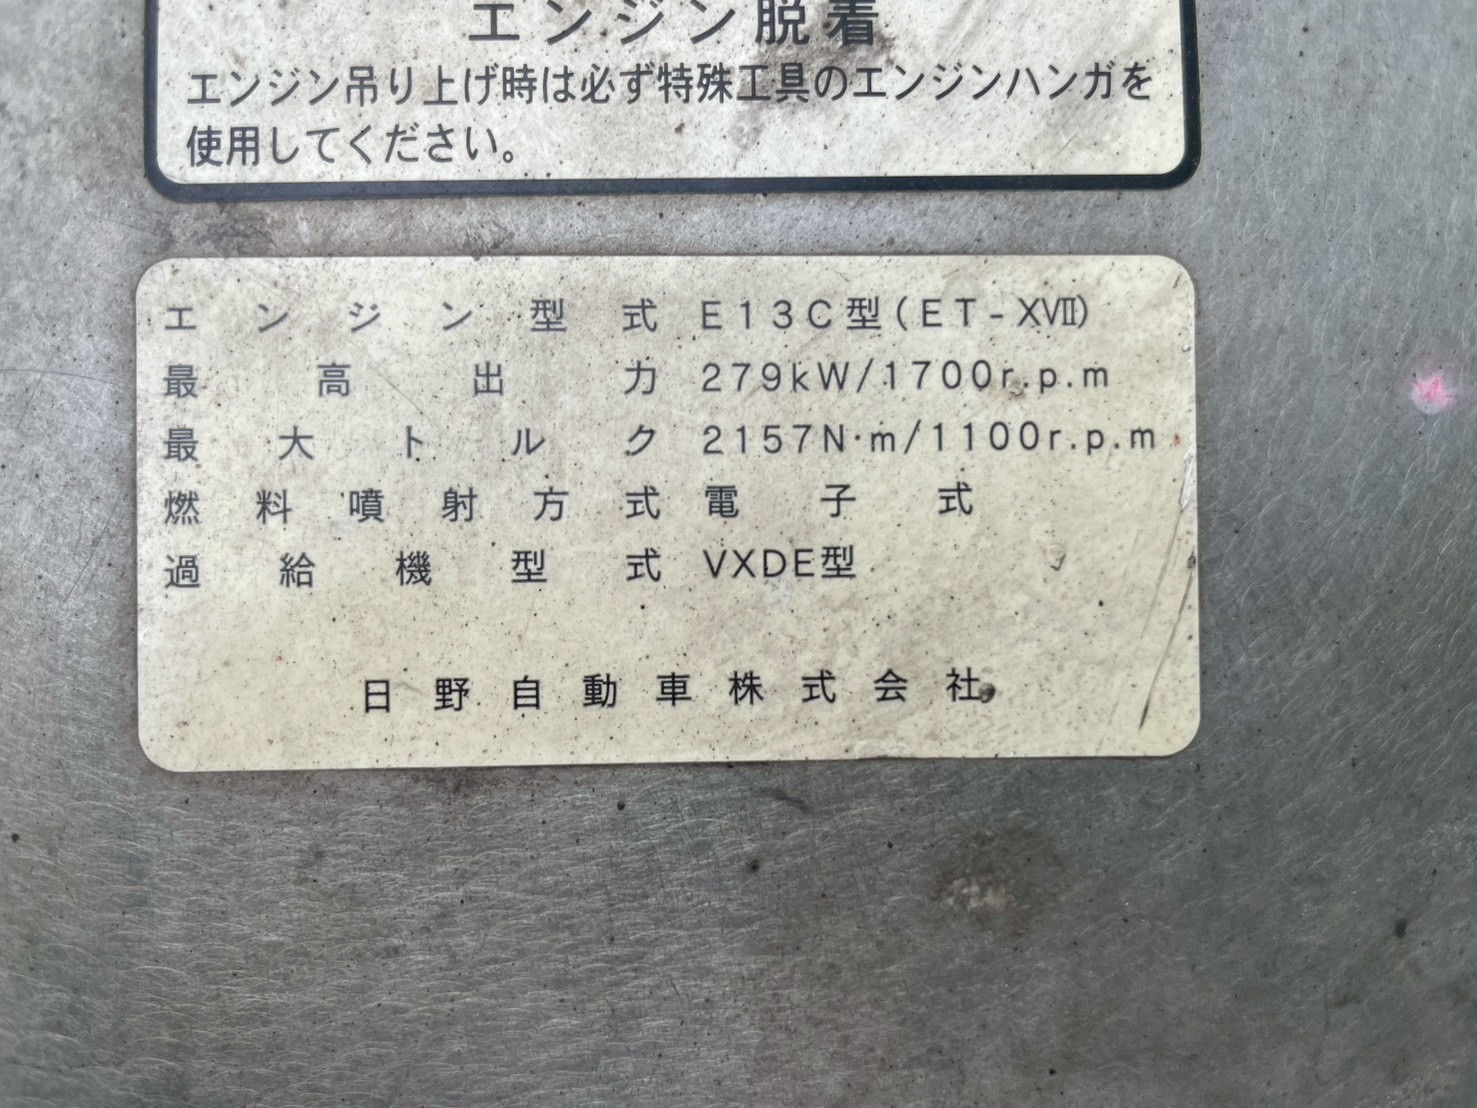 エンジン脱着
エンジン吊り上げ時は必ず特殊工具のエンジンハンガを
使用してください。
エンジン型式 E13C型(ET-XⅦ)
最高出力 279kW/1700r.p.m
最大トルク 2157N·m/1100r.p.m
燃料噴射方式 電子式
過給機型式 VXDE型
日野自動車株式会社